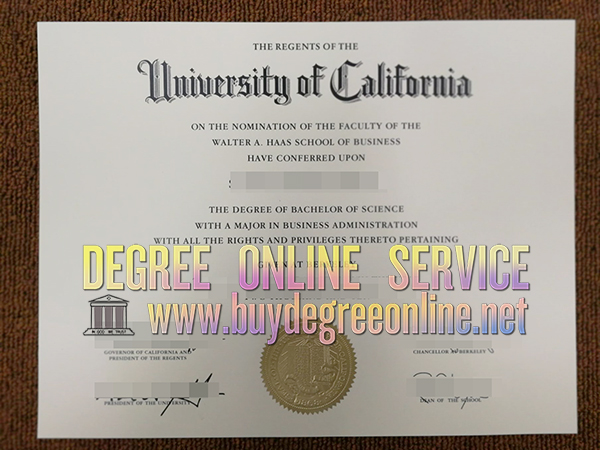 THE REGENTS OF THE
University of California
ON THE NOMINATION OF THE FACULTY OF THE
WALTER A. HAAS SCHOOL OF BUSINESS
HAVE CONFERRED UPON
THE DEGREE OF BACHELOR OF SCIENCE
WITH A MAJOR IN BUSINESS ADMINISTRATION
WITH ALL THE RIGHTS AND PRIVILEGES THERETO PERTAINING
DEGREE ONLINE SERVICE
www.buydegreeonline.net
IN GOD WE TRUST
GOVERNOR OF CALIFORNIA AND
PRESIDENT OF THE REGENTS
CHANCELLOR AT BERKELEY
PRESIDENT OF THE UNIVERSITY
DEAN OF THE SCHOOL